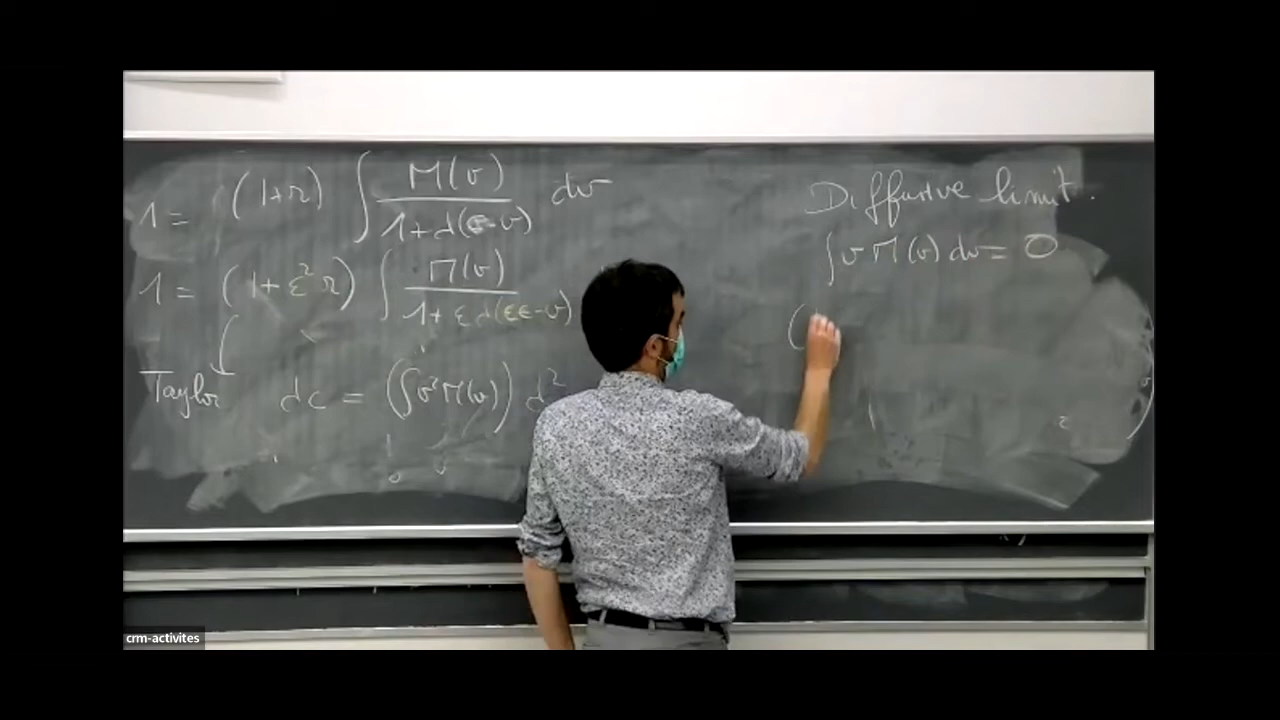 1 = (1+r) ∫ M(v) / 1+d(c-v) dv
1 = (1+ε²r) ∫ M(v) / 1+εd(εc-v)
Taylor dc = (∫v²M(v)) d²
Diffusive limit.
∫ v M(v) dv = 0
(
crm-activites